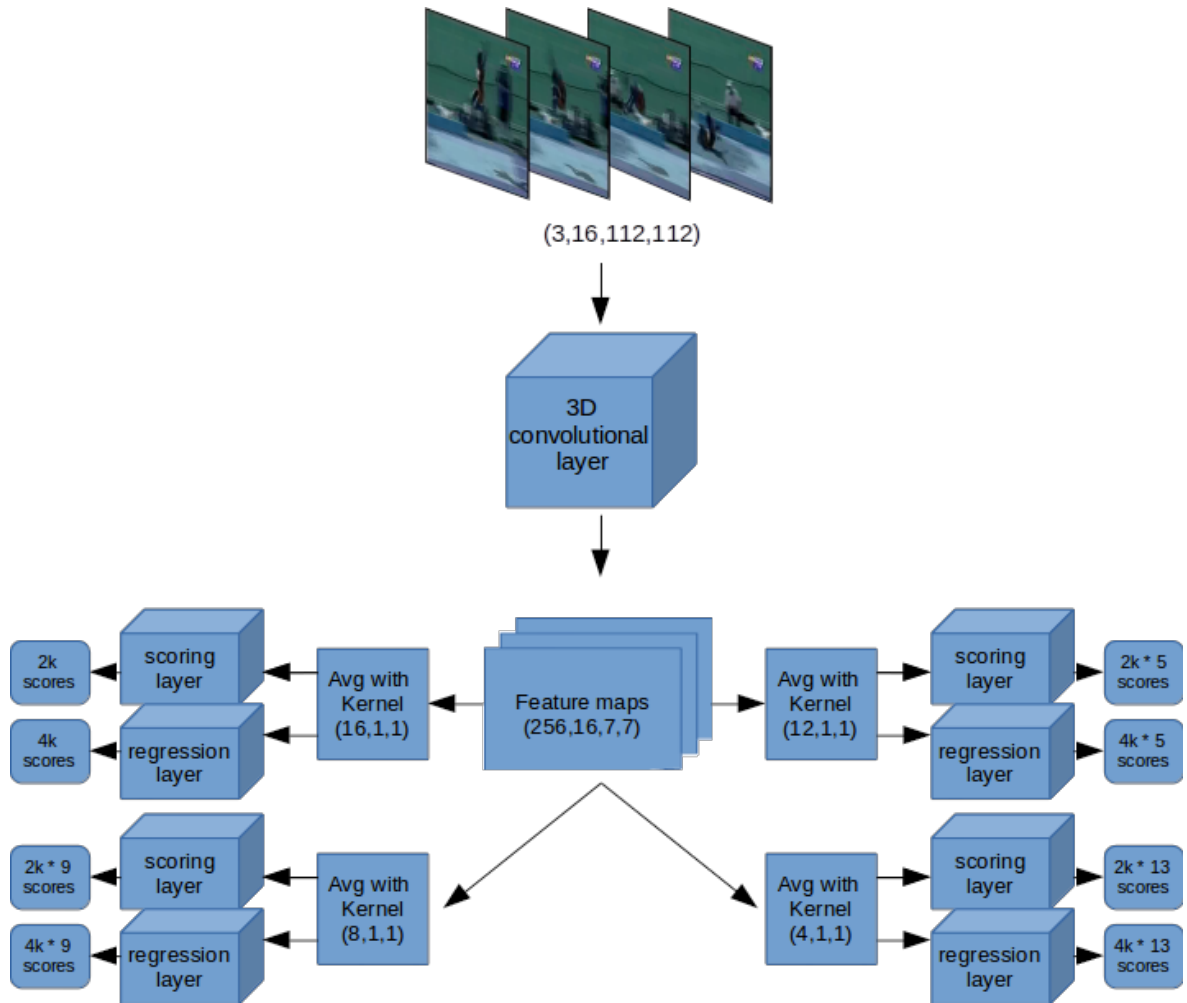 (3,16,112,112)
3D
convolutional
layer
2k
scores
scoring
layer
4k
scores
regression
layer
Avg with
Kernel
(16,1,1)
Feature maps
(256,16,7,7)
Avg with
Kernel
(12,1,1)
scoring
layer
2k * 5
scores
regression
layer
4k * 5
scores
2k * 9
scores
scoring
layer
4k * 9
scores
regression
layer
Avg with
Kernel
(8,1,1)
Avg with
Kernel
(4,1,1)
scoring
layer
2k * 13
scores
regression
layer
4k * 13
scores